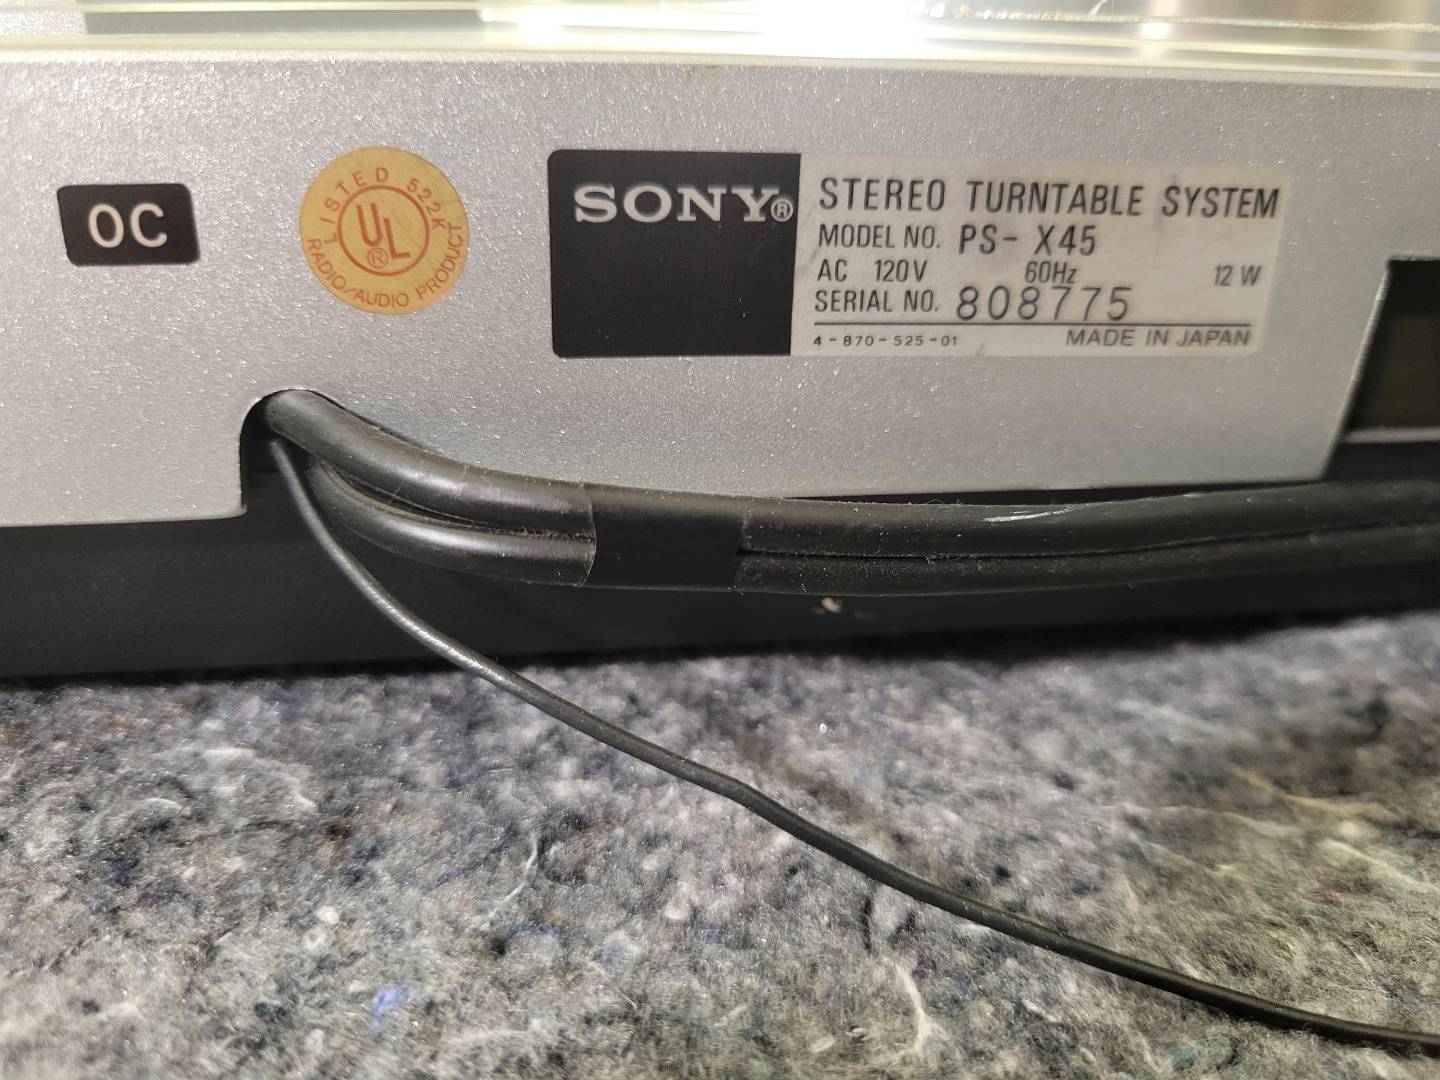 OC
LISTED 522K
UL®
RADIO/AUDIO PRODUCT
SONY®
STEREO TURNTABLE SYSTEM
MODEL NO. PS- X45
AC 120V 60Hz 12 W
SERIAL NO. 808775
4-870-525-01 MADE IN JAPAN